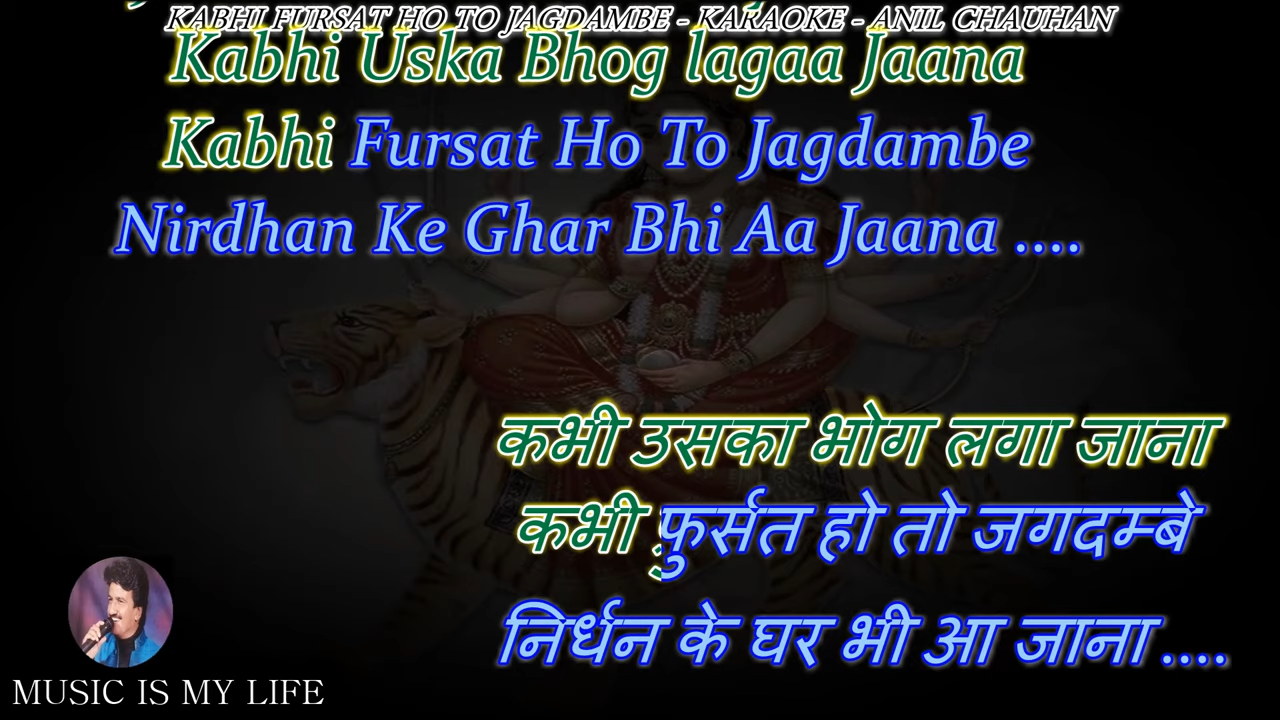 KABHI FURSAT HO TO JAGDAMBE - KARAOKE - ANIL CHAUHAN
Kabhi Uska Bhog lagaa Jaana
Kabhi Fursat Ho To Jagdambe
Nirdhan Ke Ghar Bhi Aa Jaana ....
कभी उसका भोग लगा जाना
कभी फुर्सत हो तो जगदम्बे
निर्धन के घर भी आ जाना ....
MUSIC IS MY LIFE